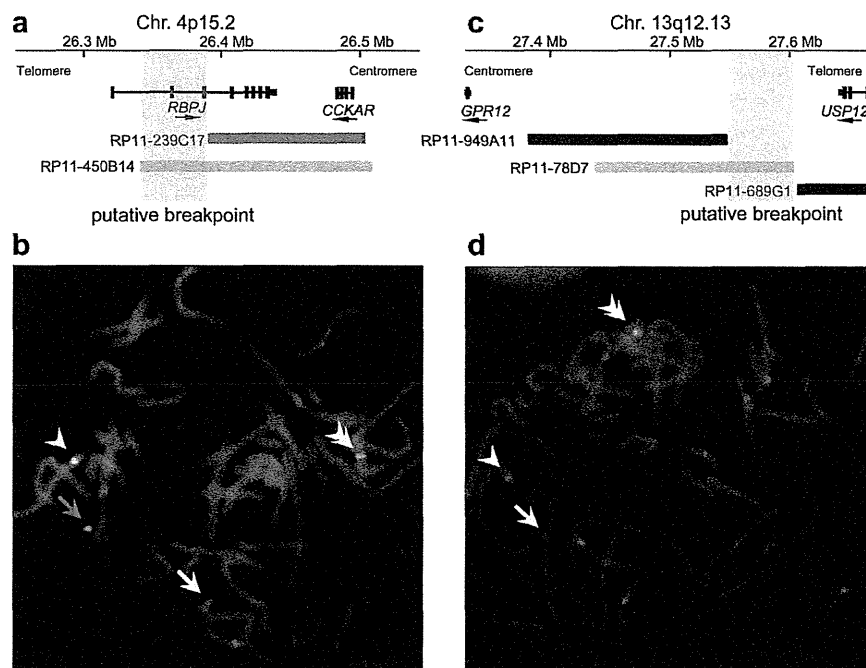 a
Chr. 4p15.2
26.3 Mb 26.4 Mb 26.5 Mb
Telomere Centromere
RBPJ CCKAR
RP11-239C17
RP11-450B14
putative breakpoint
c
Chr. 13q12.13
27.4 Mb 27.5 Mb 27.6 Mb
Centromere Telomere
GPR12 USP12
RP11-949A11
RP11-78D7
RP11-689G1
putative breakpoint
b
d